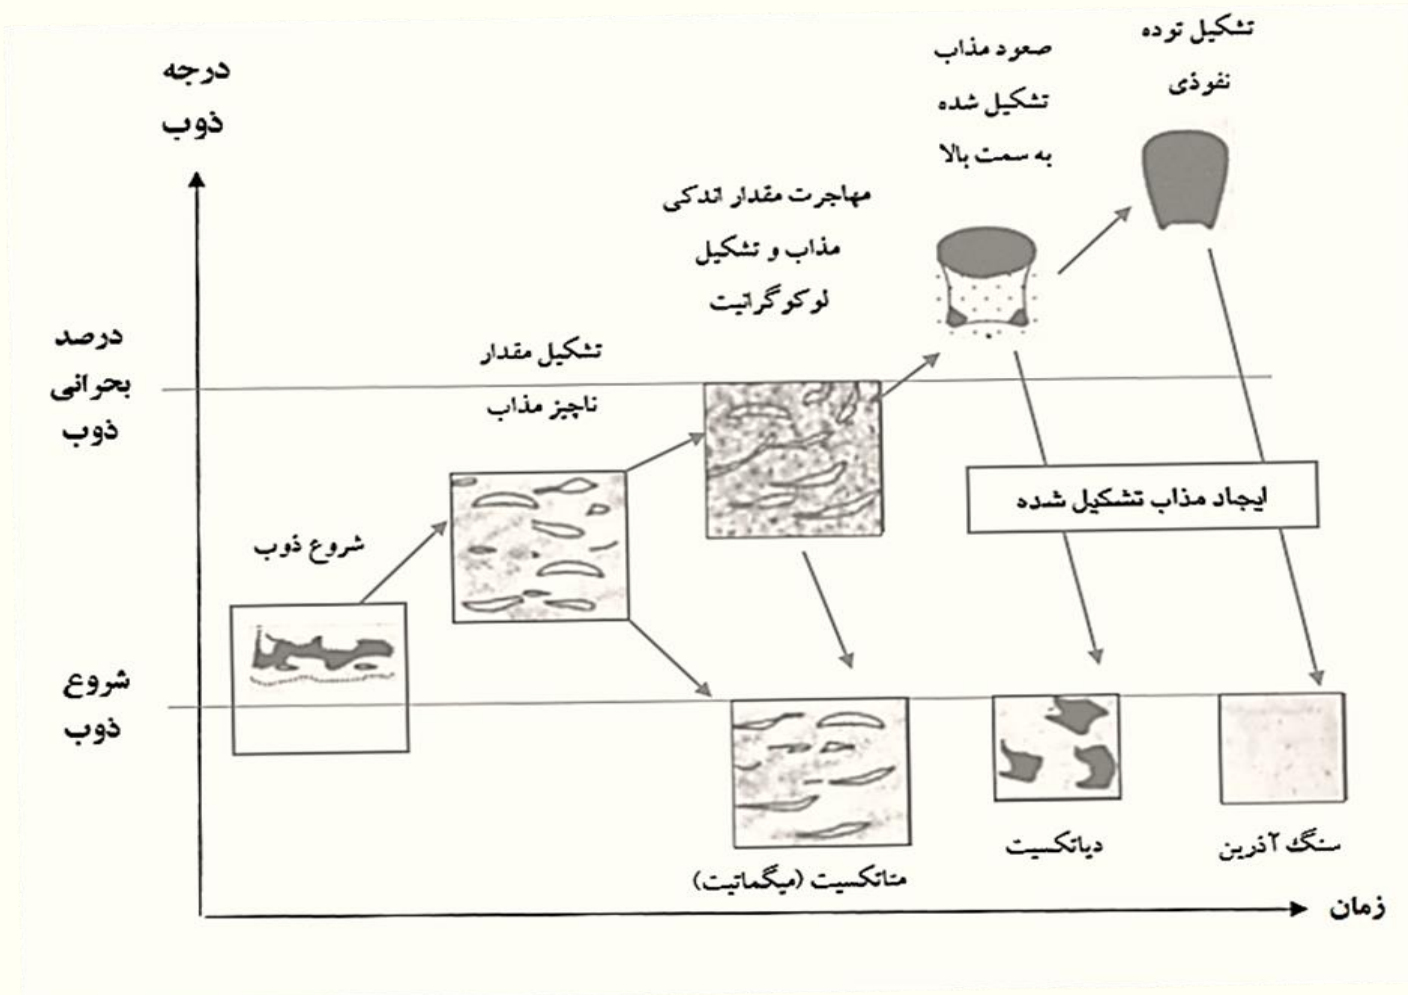 درجه
ذوب
تشکیل توده
نفوذی
صعود مذاب
تشکیل شده
به سمت بالا
مهاجرت مقدار اندکی
مذاب و تشکیل
لوکوگرانیت
درصد
بحرانی
ذوب
تشکیل مقدار
ناچیز مذاب
ایجاد مذاب تشکیل شده
شروع ذوب
شروع
ذوب
متاتکسیت (میگماتیت)
دیاتکسیت
سنگ آذرین
زمان